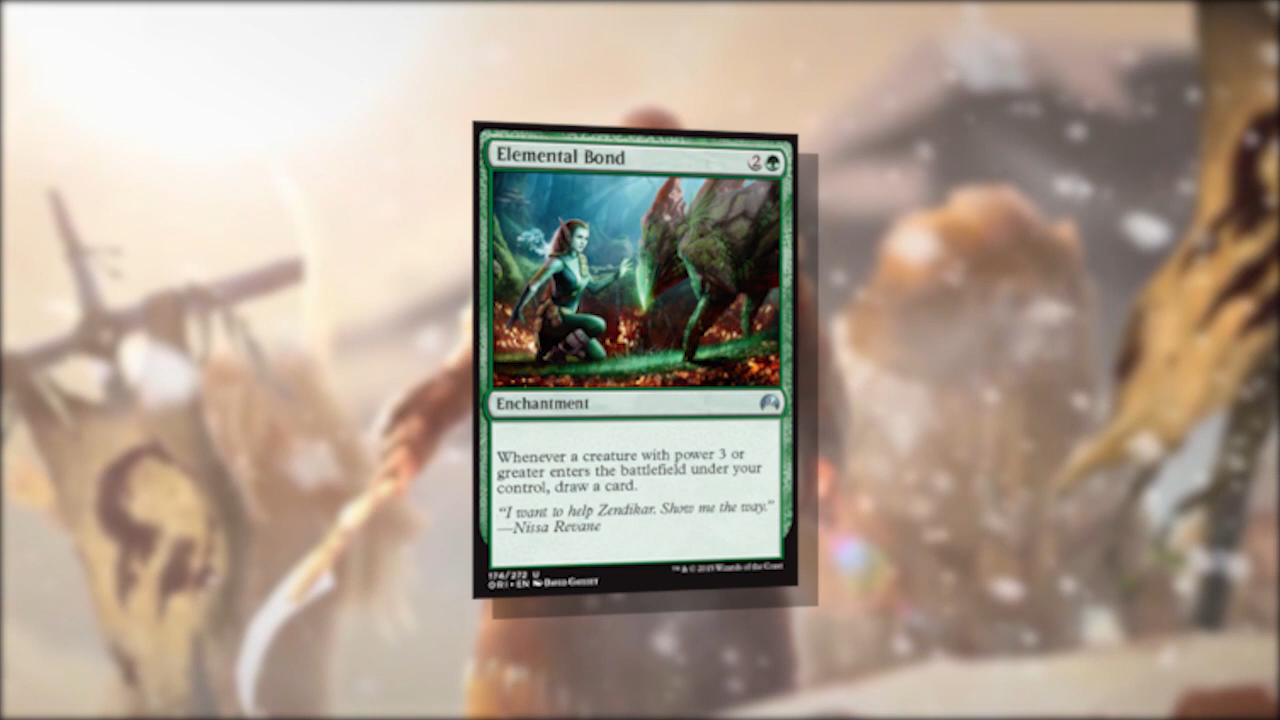 Elemental Bond 2
Enchantment
Whenever a creature with power 3 or
greater enters the battlefield under your
control, draw a card.
"I want to help Zendikar. Show me the way."
—Nissa Revane
174/272 U
ORI • EN David Gaillet
™ & © 2015 Wizards of the Coast